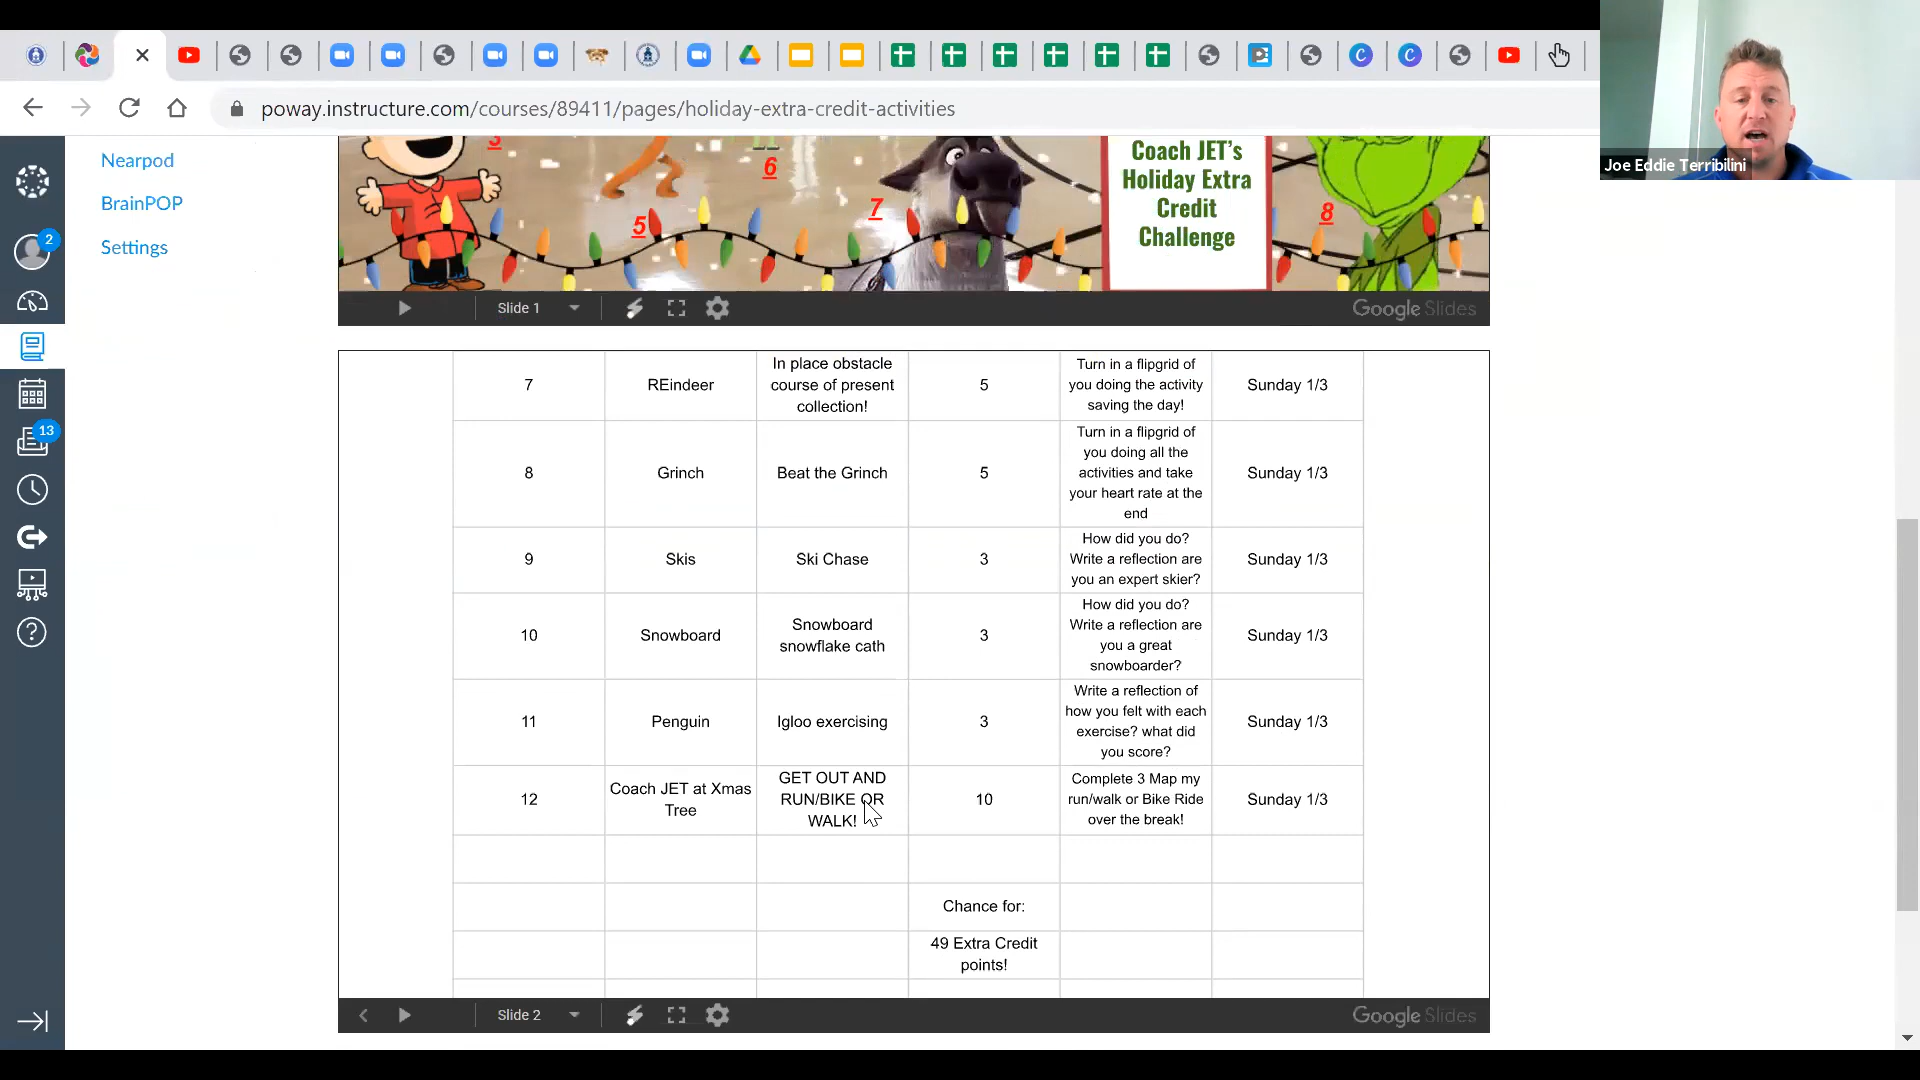 poway.instructure.com/courses/89411/pages/holiday-extra-credit-activities
Joe Eddie Terribilini
Nearpod
BrainPOP
Settings
2
13
3
5
6
7
8
Coach JET's
Holiday Extra
Credit
Challenge
Slide 1
Google Slides
7
REindeer
In place obstacle
course of present
collection!
5
Turn in a flipgrid of
you doing the activity
saving the day!
Sunday 1/3
8
Grinch
Beat the Grinch
5
Turn in a flipgrid of
you doing all the
activities and take
your heart rate at the
end
Sunday 1/3
9
Skis
Ski Chase
3
How did you do?
Write a reflection are
you an expert skier?
Sunday 1/3
10
Snowboard
Snowboard
snowflake cath
3
How did you do?
Write a reflection are
you a great
snowboarder?
Sunday 1/3
11
Penguin
Igloo exercising
3
Write a reflection of
how you felt with each
exercise? what did
you score?
Sunday 1/3
12
Coach JET at Xmas
Tree
GET OUT AND
RUN/BIKE OR
WALK!
10
Complete 3 Map my
run/walk or Bike Ride
over the break!
Sunday 1/3
Chance for:
49 Extra Credit
points!
Slide 2
Google Slides